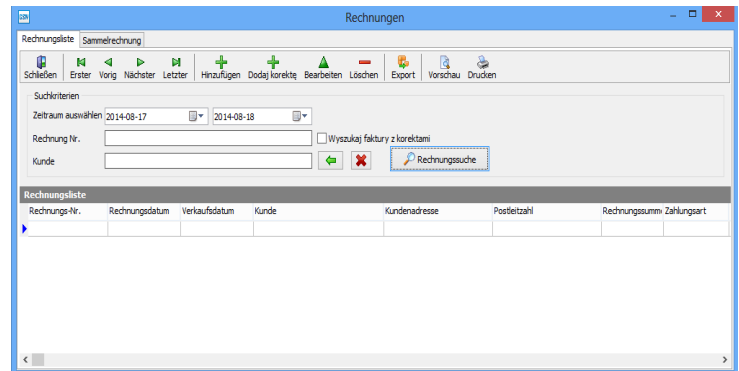 Rechnungen
Rechnungsliste Sammelrechnung
Schließen Erster Vorig Nächster Letzter Hinzufügen Dodaj korektę Bearbeiten Löschen Export Vorschau Drucken
Suchkriterien
Zeitraum auswählen 2014-08-17 2014-08-18
Rechnung Nr. Wyszukaj faktury z korektami
Kunde Rechnungssuche
Rechnungsliste
Rechnungs-Nr. Rechnungsdatum Verkaufsdatum Kunde Kundenadresse Postleitzahl Rechnungssumm Zahlungsart